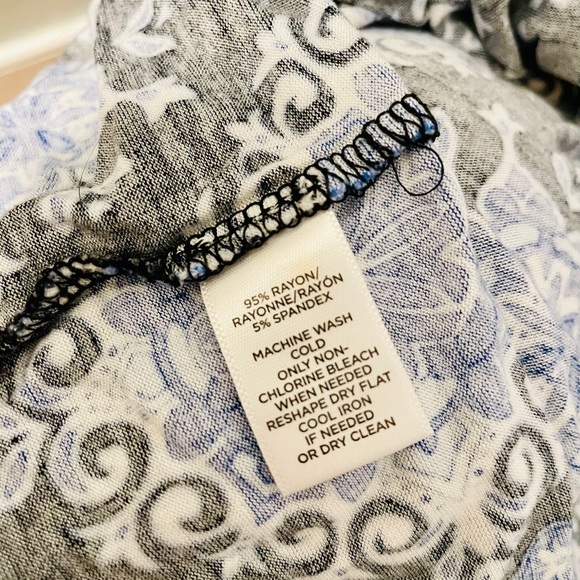 95% RAYON/
RAYONNE/RAYÓN
5% SPANDEX
MACHINE WASH
COLD
ONLY NON-
CHLORINE BLEACH
WHEN NEEDED
RESHAPE DRY FLAT
COOL IRON
IF NEEDED
OR DRY CLEAN